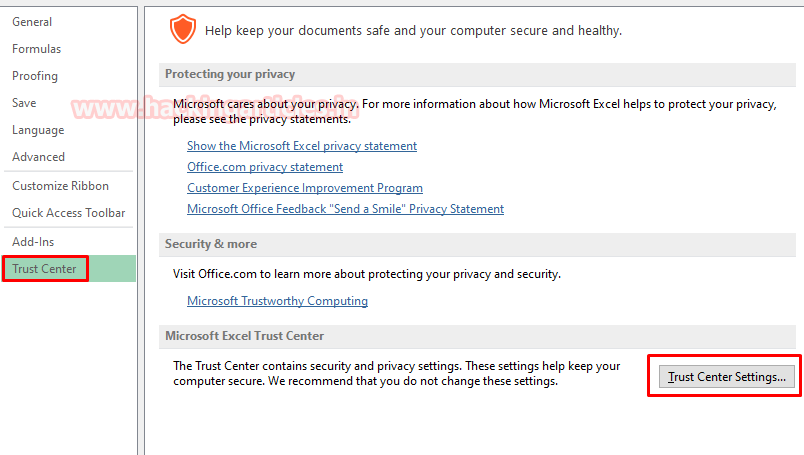 General
Formulas
Proofing
Save
Language
Advanced
Customize Ribbon
Quick Access Toolbar
Add-Ins
Trust Center
Help keep your documents safe and your computer secure and healthy.
Protecting your privacy
www.hackingarticles.in
Microsoft cares about your privacy. For more information about how Microsoft Excel helps to protect your privacy,
please see the privacy statements.
Show the Microsoft Excel privacy statement
Office.com privacy statement
Customer Experience Improvement Program
Microsoft Office Feedback "Send a Smile" Privacy Statement
Security & more
Visit Office.com to learn more about protecting your privacy and security.
Microsoft Trustworthy Computing
Microsoft Excel Trust Center
The Trust Center contains security and privacy settings. These settings help keep your
computer secure. We recommend that you do not change these settings.
Trust Center Settings...